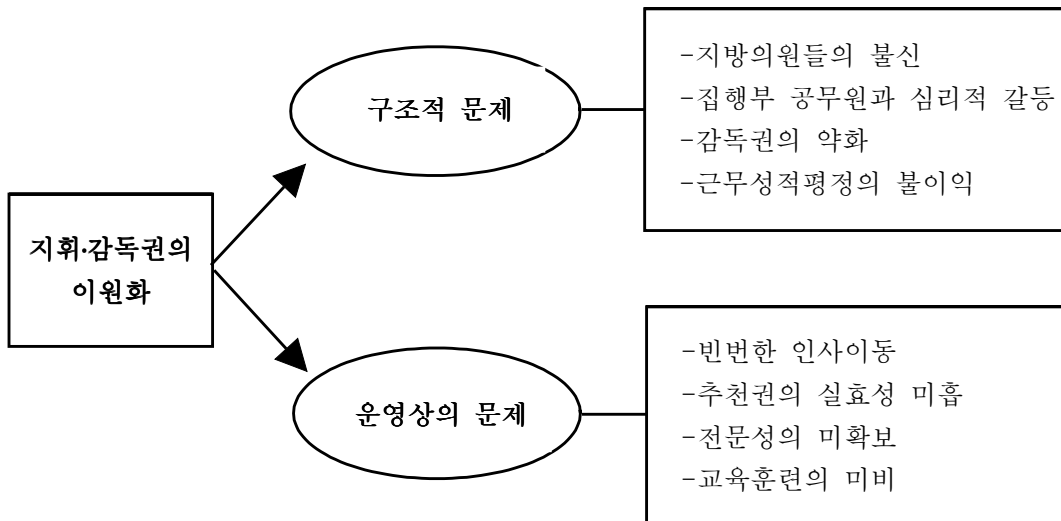 지휘·감독권의
이원화
구조적 문제
-지방의원들의 불신
-집행부 공무원과 심리적 갈등
-감독권의 약화
-근무성적평정의 불이익
운영상의 문제
-빈번한 인사이동
-추천권의 실효성 미흡
-전문성의 미확보
-교육훈련의 미비